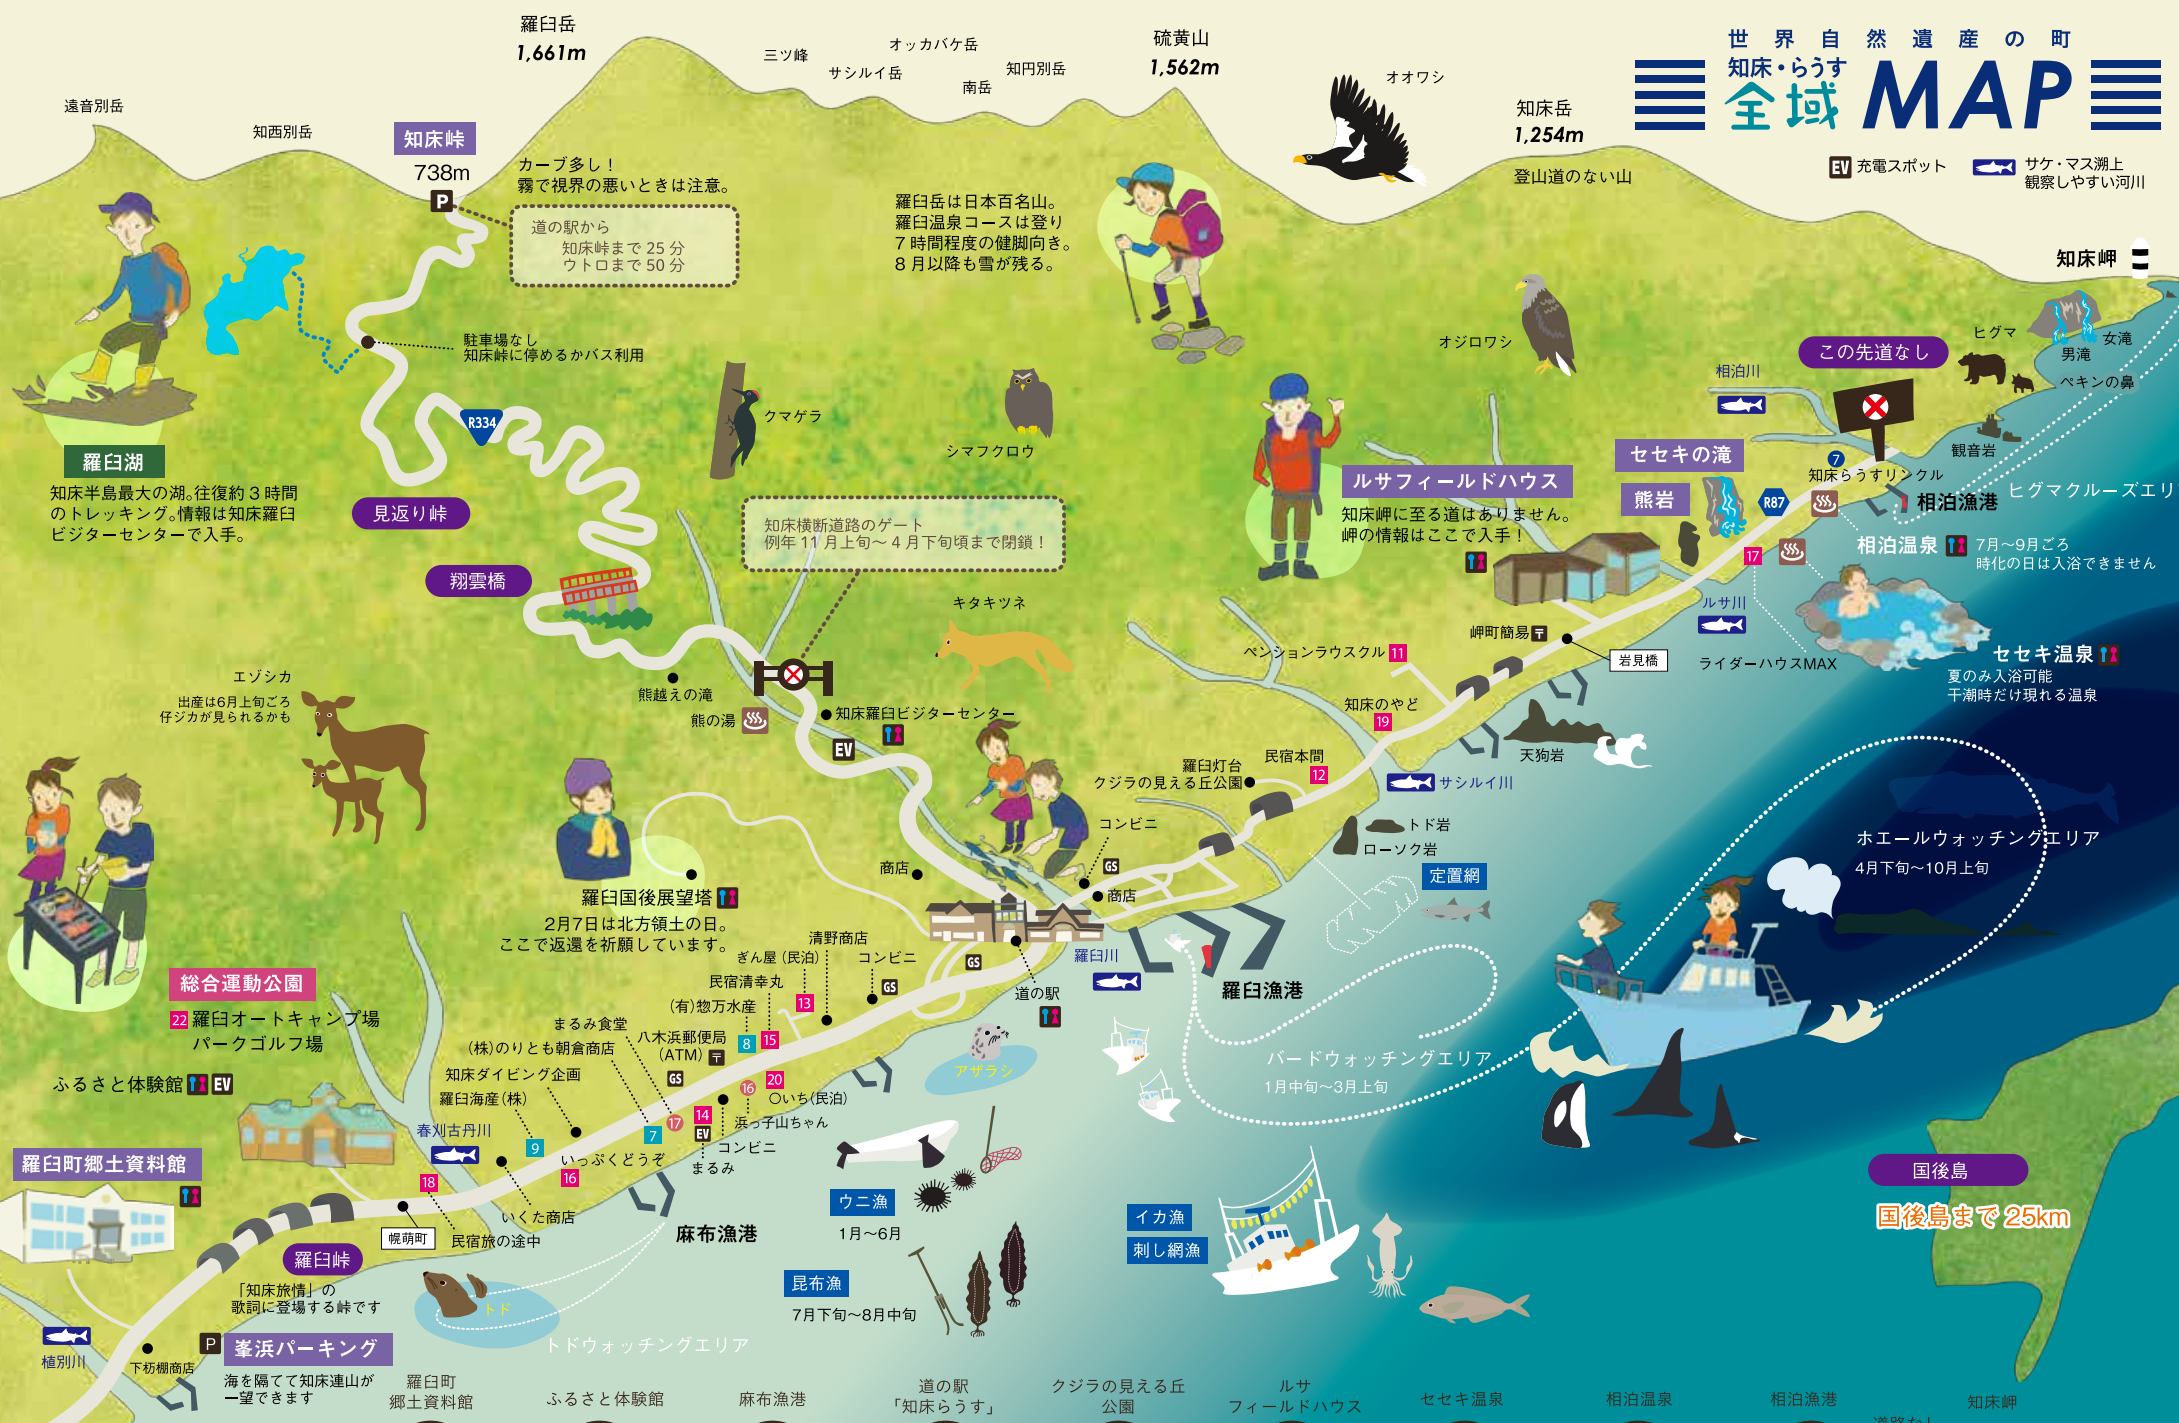 世界自然遺産の町
知床・らうす
全域
MAP
EV 充電スポット
サケ・マス遡上
観察しやすい河川
羅臼岳
1,661m
三ツ峰
サシルイ岳
オッカバケ岳
南岳
知円別岳
硫黄山
1,562m
オオワシ
知床岳
1,254m
登山道のない山
知床岬
遠音別岳
知西別岳
知床峠
738m
P
カーブ多し！
霧で視界の悪いときは注意。
道の駅から
知床峠まで 25 分
ウトロまで 50 分
羅臼岳は日本百名山。
羅臼温泉コースは登り
7 時間程度の健脚向き。
8 月以降も雪が残る。
駐車場なし
知床峠に停めるかバス利用
オジロワシ
ヒグマ
女滝
男滝
ペキンの鼻
この先道なし
相泊川
観音岩
R334
クマゲラ
シマフクロウ
羅臼湖
知床半島最大の湖。往復約 3 時間
のトレッキング。情報は知床羅臼
ビジターセンターで入手。
見返り峠
翔雲橋
知床横断道路のゲート
例年 11 月上旬〜 4 月下旬頃まで閉鎖！
ルサフィールドハウス
知床岬に至る道はありません。
岬の情報はここで入手！
セセキの滝
熊岩
R87
7
知床らうすリンクル
相泊漁港
ヒグマクルーズエリ
相泊温泉
7月〜9月ごろ
時化の日は入浴できません
17
ルサ川
ライダーハウスMAX
セセキ温泉
夏のみ入浴可能
干潮時だけ現れる温泉
キタキツネ
岬町簡易
岩見橋
ペンションラウスクル 11
知床のやど
19
天狗岩
エゾシカ
出産は6月上旬ごろ
仔ジカが見られるかも
熊越えの滝
熊の湯
知床羅臼ビジターセンター
EV
羅臼灯台
クジラの見える丘公園
民宿本間
12
サシルイ川
トド岩
ローソク岩
定置網
コンビニ
GS
商店
商店
ホエールウォッチングエリア
4月下旬〜10月上旬
羅臼国後展望塔
2月7日は北方領土の日。
ここで返還を祈願しています。
清野商店
ぎん屋（民泊）
コンビニ
GS
GS
民宿清幸丸
13
(有)惣万水産
道の駅
羅臼川
羅臼漁港
総合運動公園
22 羅臼オートキャンプ場
パークゴルフ場
ふるさと体験館 EV
まるみ食堂
八木浜郵便局
(ATM)
8
15
(株)のりとも朝倉商店
知床ダイビング企画
羅臼海産(株)
GS
16
20
〇いち(民泊)
浜っ子山ちゃん
14
EV
17
7
コンビニ
まるみ
アザラシ
バードウォッチングエリア
1月中旬〜3月上旬
春刈古丹川
9
いっぷくどうぞ
16
羅臼町郷土資料館
18
いくた商店
幌萌町
民宿旅の途中
麻布漁港
ウニ漁
1月〜6月
昆布漁
7月下旬〜8月中旬
イカ漁
刺し網漁
国後島
国後島まで 25km
羅臼峠
「知床旅情」の
歌詞に登場する峠です
トド
トドウォッチングエリア
P
峯浜パーキング
海を隔てて知床連山が
一望できます
植別川
下栃棚商店
羅臼町
郷土資料館
ふるさと体験館
麻布漁港
道の駅
「知床らうす」
クジラの見える丘
公園
ルサ
フィールドハウス
セセキ温泉
相泊温泉
相泊漁港
知床岬